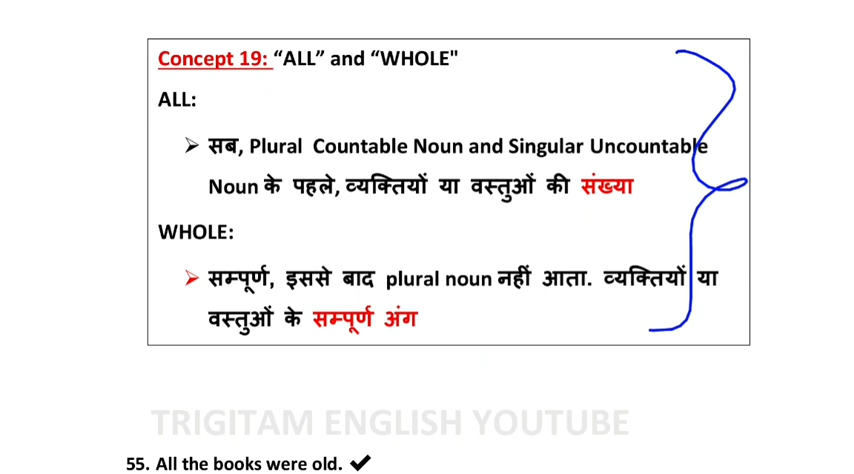 Concept 19: “ALL” and “WHOLE"
ALL:
➢ सब, Plural Countable Noun and Singular Uncountable
Noun के पहले, व्यक्तियों या वस्तुओं की संख्या
WHOLE:
➢ सम्पूर्ण, इससे बाद plural noun नहीं आता. व्यक्तियों या
वस्तुओं के सम्पूर्ण अंग
TRIGITAM ENGLISH YOUTUBE
55. All the books were old. ✔